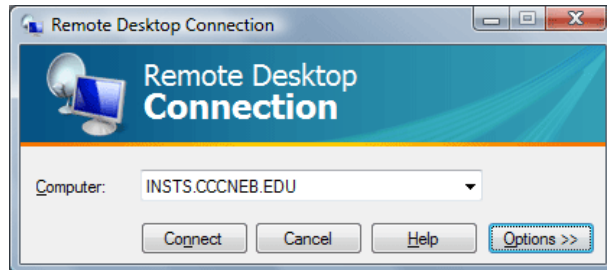 Remote Desktop Connection
Remote Desktop
Connection
Computer: INSTS.CCCNEB.EDU
Connect Cancel Help Options >>